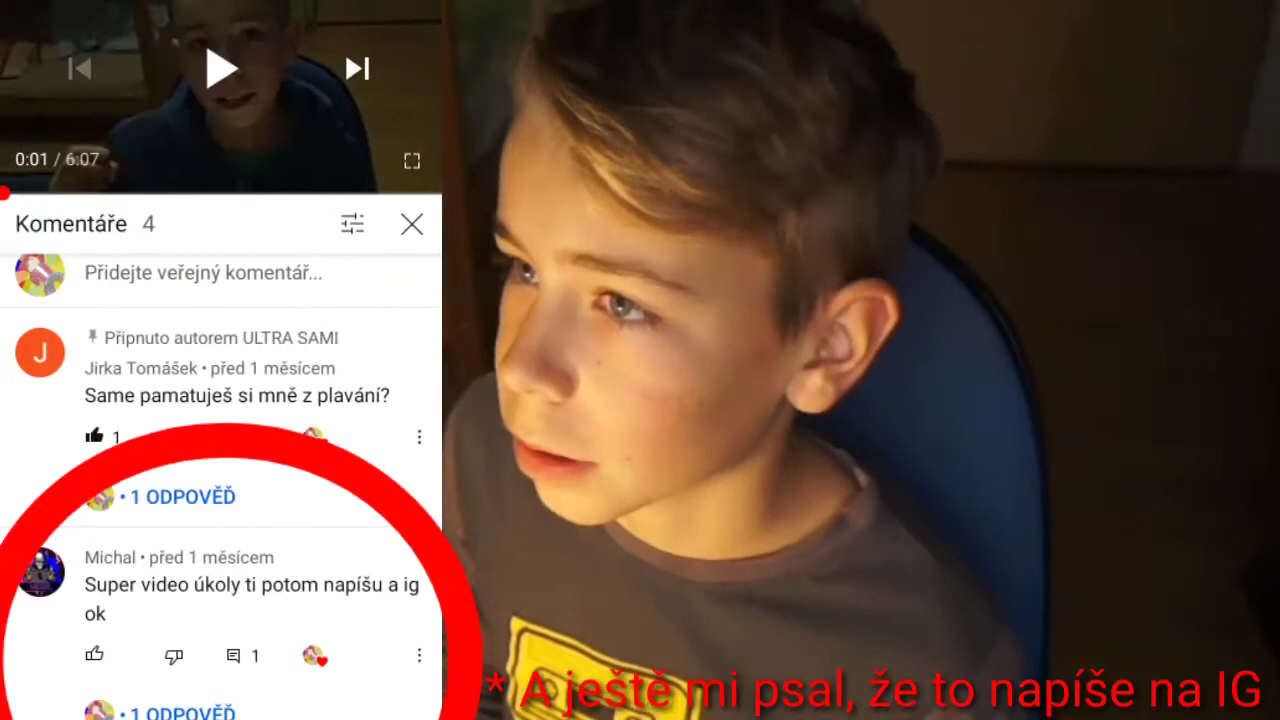 0:01 / 6:07
Komentáře 4
Přidejte veřejný komentář...
Připnuto autorem ULTRA SAMI
J
Jirka Tomášek • před 1 měsícem
Same pamatuješ si mně z plavání?
1
• 1 ODPOVĚĎ
Michal • před 1 měsícem
Super video úkoly ti potom napíšu a ig
ok
1
• 1 ODPOVĚĎ
* A ještě mi psal, že to napíše na IG